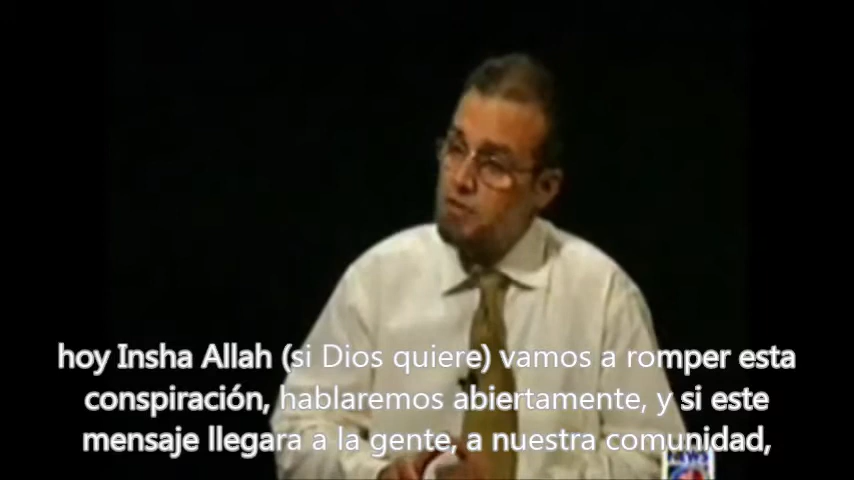 hoy Insha Allah (si Dios quiere) vamos a romper esta
conspiración, hablaremos abiertamente, y si este
mensaje llegara a la gente, a nuestra comunidad,
NEWS